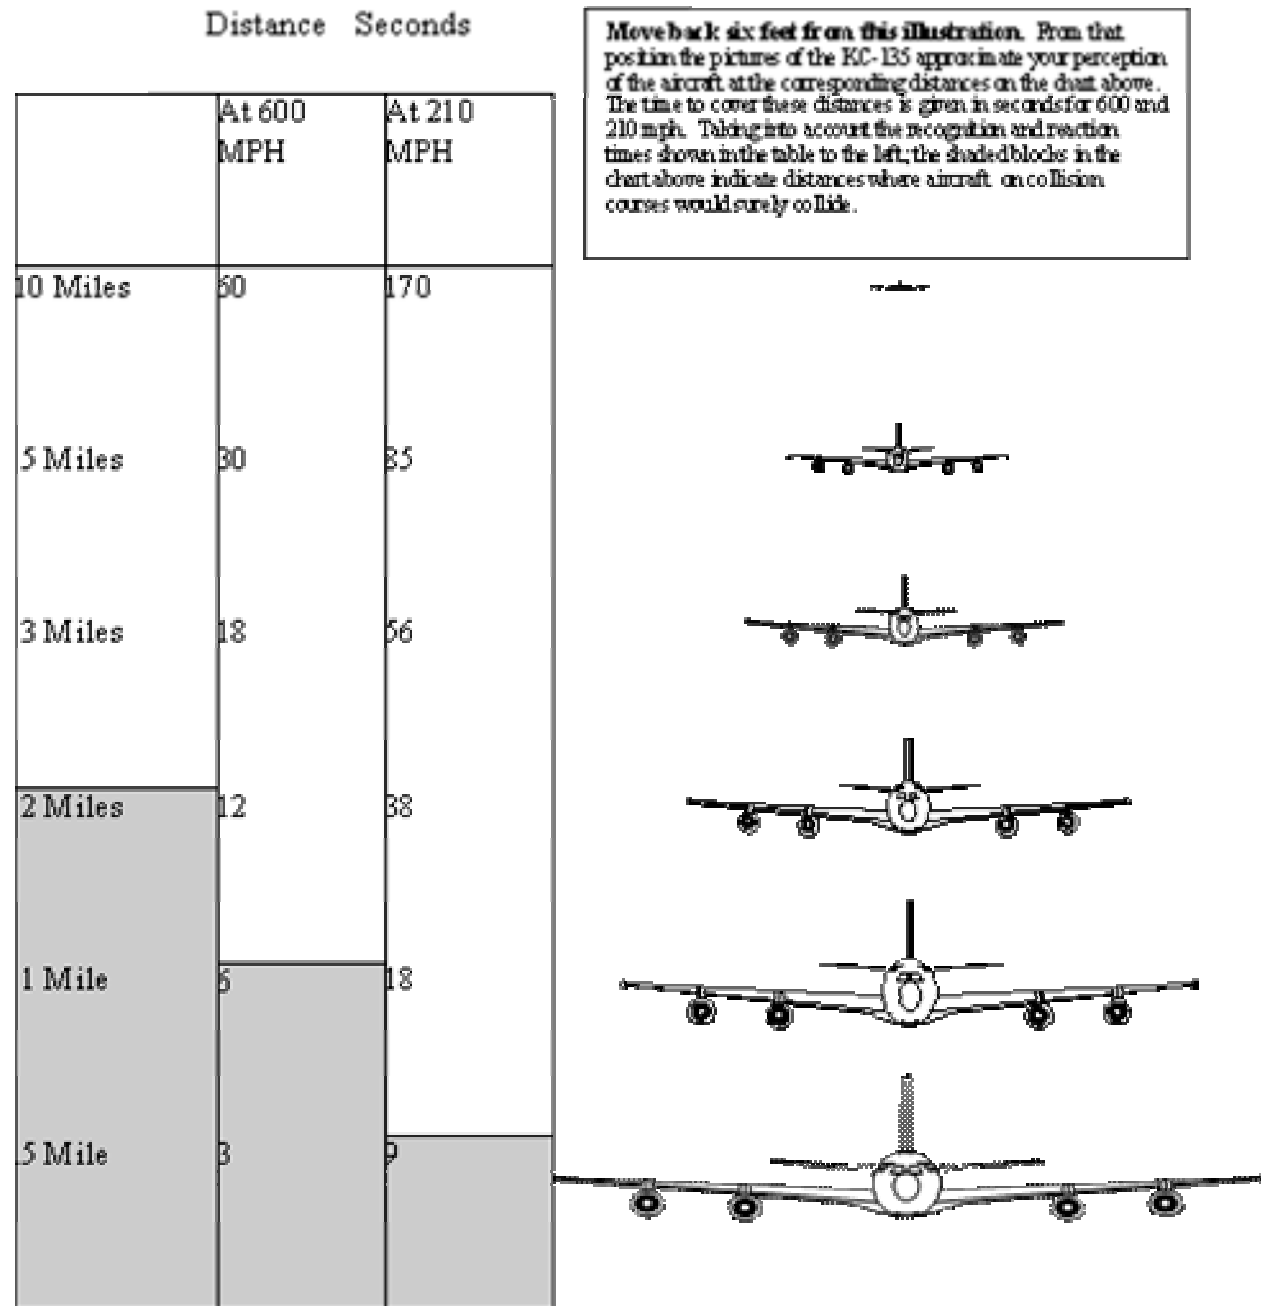 Distance Seconds
Move back six feet from this illustration. From that
position the pictures of the KC-135 approximate your perception
of the aircraft at the corresponding distances on the chart above.
The time to cover these distances is given in seconds for 600 and
210 mph. Taking into account the recognition and reaction
times shown in the table to the left, the shaded blocks in the
chart above indicate distances where aircraft on collision
courses would surely collide.
At 600 At 210
MPH MPH
10 Miles 60 170
5 Miles 30 85
3 Miles 18 56
2 Miles 12 38
1 Mile 6 18
.5 Mile 3 9